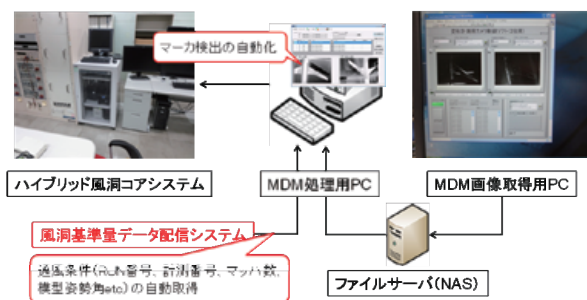 マーカ検出の自動化
ハイブリッド風洞コアシステム
MDM処理用PC
MDM画像取得用PC
風洞基準量データ配信システム
通風条件(RUN番号、計測番号、マッハ数、
模型姿勢角etc)の自動取得
ファイルサーバ(NAS)